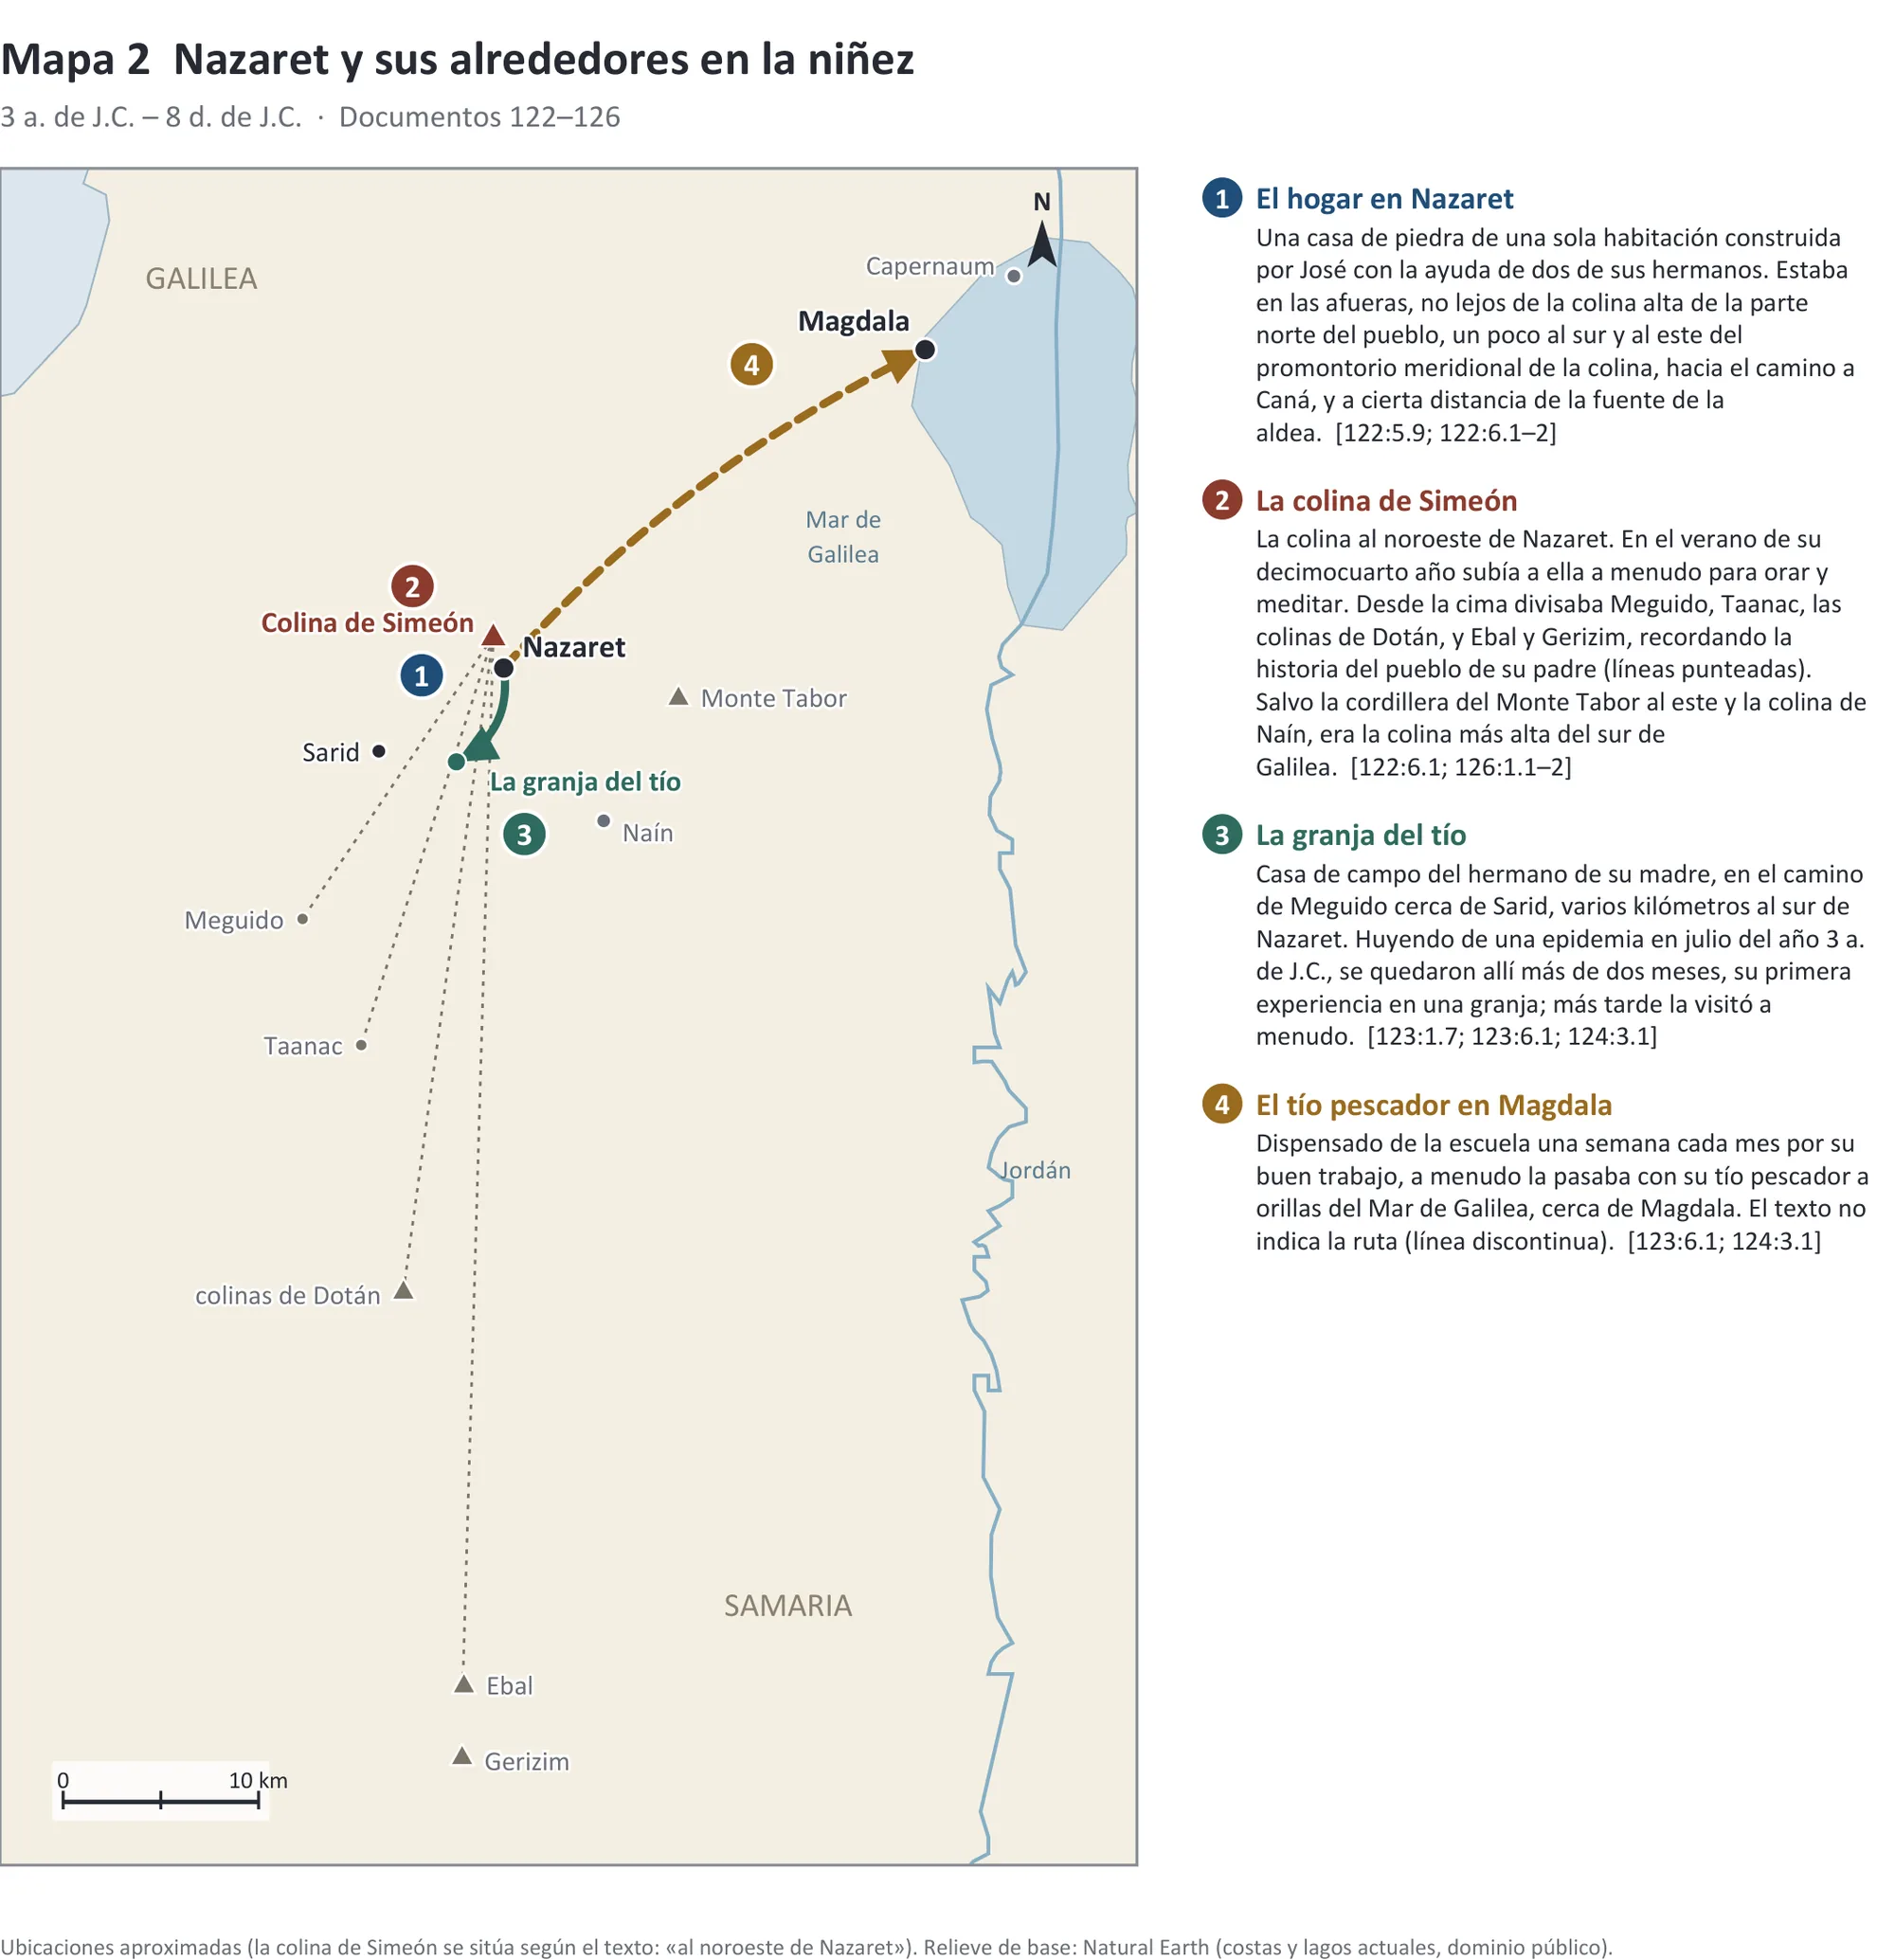 Mapa 2  Nazaret y sus alrededores en la niñez
3 a. de J.C. – 8 d. de J.C.  ·  Documentos 122–126
GALILEA
N
Capernaum
Magdala
4
Mar de
Galilea
2
Colina de Simeón
Nazaret
1
Monte Tabor
Sarid
La granja del tío
3
Naín
Meguido
Taanac
Jordán
colinas de Dotán
SAMARIA
Ebal
Gerizim
0 10 km
1 El hogar en Nazaret
Una casa de piedra de una sola habitación construida
por José con la ayuda de dos de sus hermanos. Estaba
en las afueras, no lejos de la colina alta de la parte
norte del pueblo, un poco al sur y al este del
promontorio meridional de la colina, hacia el camino a
Caná, y a cierta distancia de la fuente de la
aldea.  [122:5.9; 122:6.1–2]
2 La colina de Simeón
La colina al noroeste de Nazaret. En el verano de su
decimocuarto año subía a ella a menudo para orar y
meditar. Desde la cima divisaba Meguido, Taanac, las
colinas de Dotán, y Ebal y Gerizim, recordando la
historia del pueblo de su padre (líneas punteadas).
Salvo la cordillera del Monte Tabor al este y la colina de
Naín, era la colina más alta del sur de
Galilea.  [122:6.1; 126:1.1–2]
3 La granja del tío
Casa de campo del hermano de su madre, en el camino
de Meguido cerca de Sarid, varios kilómetros al sur de
Nazaret. Huyendo de una epidemia en julio del año 3 a.
de J.C., se quedaron allí más de dos meses, su primera
experiencia en una granja; más tarde la visitó a
menudo.  [123:1.7; 123:6.1; 124:3.1]
4 El tío pescador en Magdala
Dispensado de la escuela una semana cada mes por su
buen trabajo, a menudo la pasaba con su tío pescador a
orillas del Mar de Galilea, cerca de Magdala. El texto no
indica la ruta (línea discontinua).  [123:6.1; 124:3.1]
Ubicaciones aproximadas (la colina de Simeón se sitúa según el texto: «al noroeste de Nazaret»). Relieve de base: Natural Earth (costas y lagos actuales, dominio público).